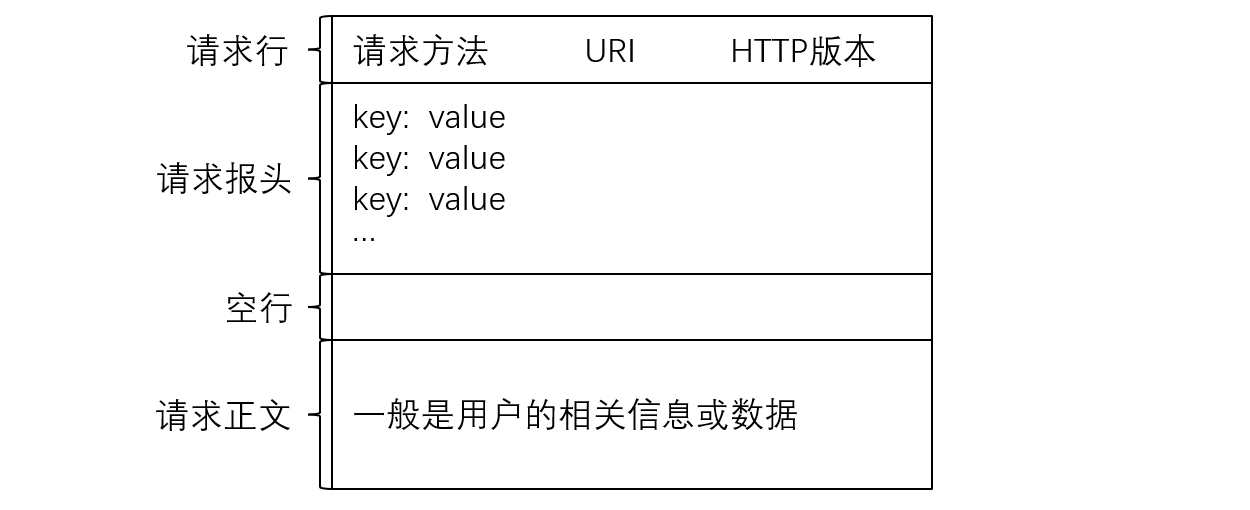 请求行 请求方法 URI HTTP版本
key: value
key: value
请求报头
key: value
...
空行
请求正文 一般是用户的相关信息或数据